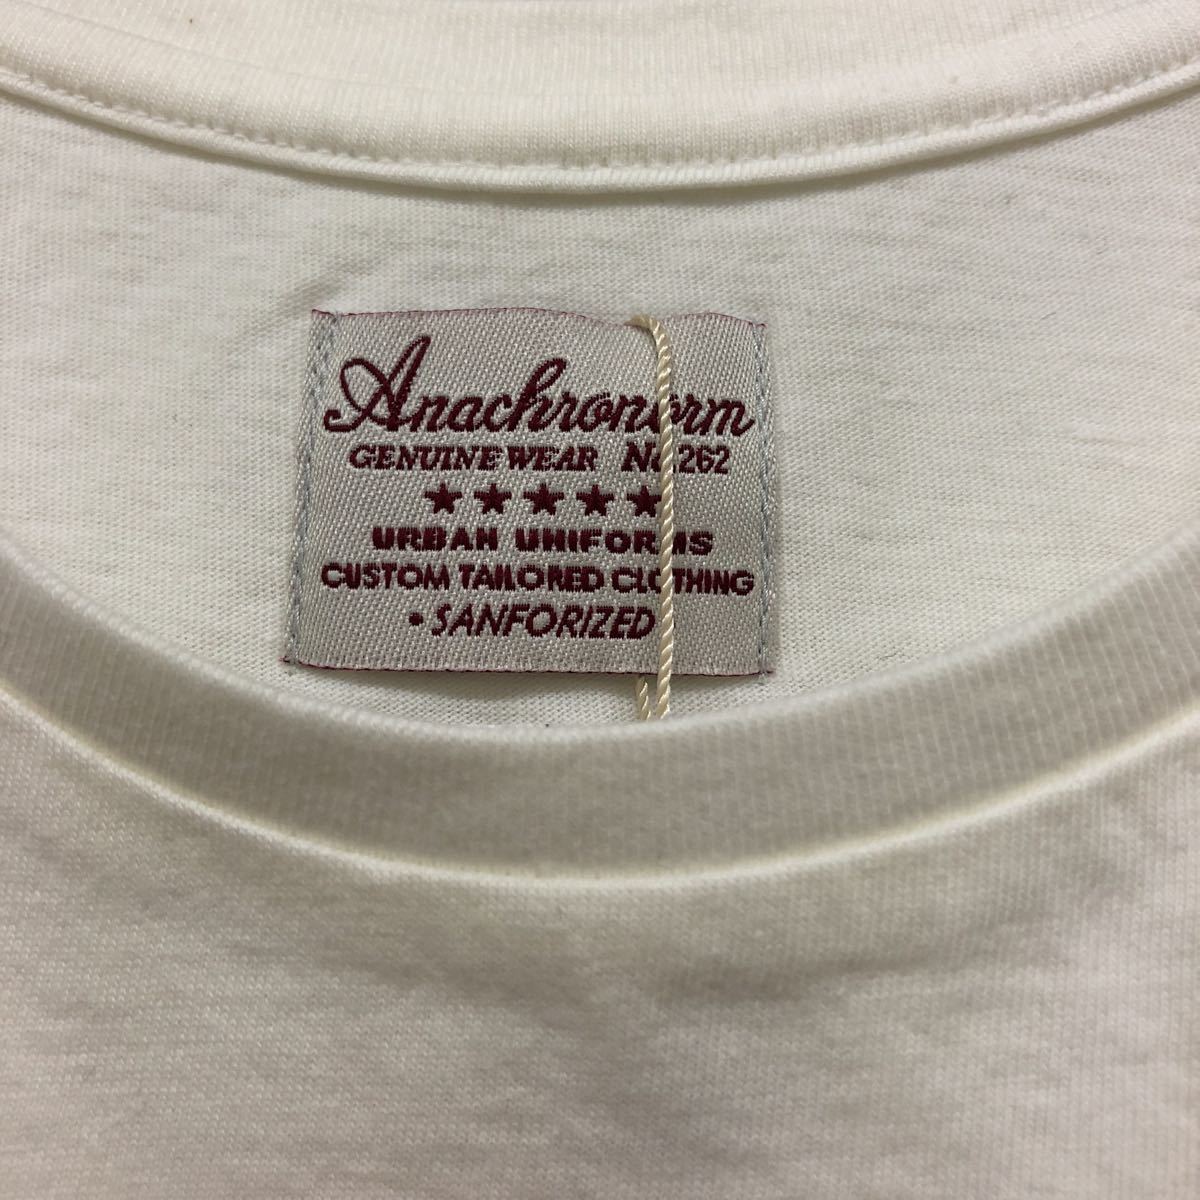 Anachronorm
GENUINE WEAR No.262
★★★★★
URBAN UNIFORMS
CUSTOM TAILORED CLOTHING
•SANFORIZED